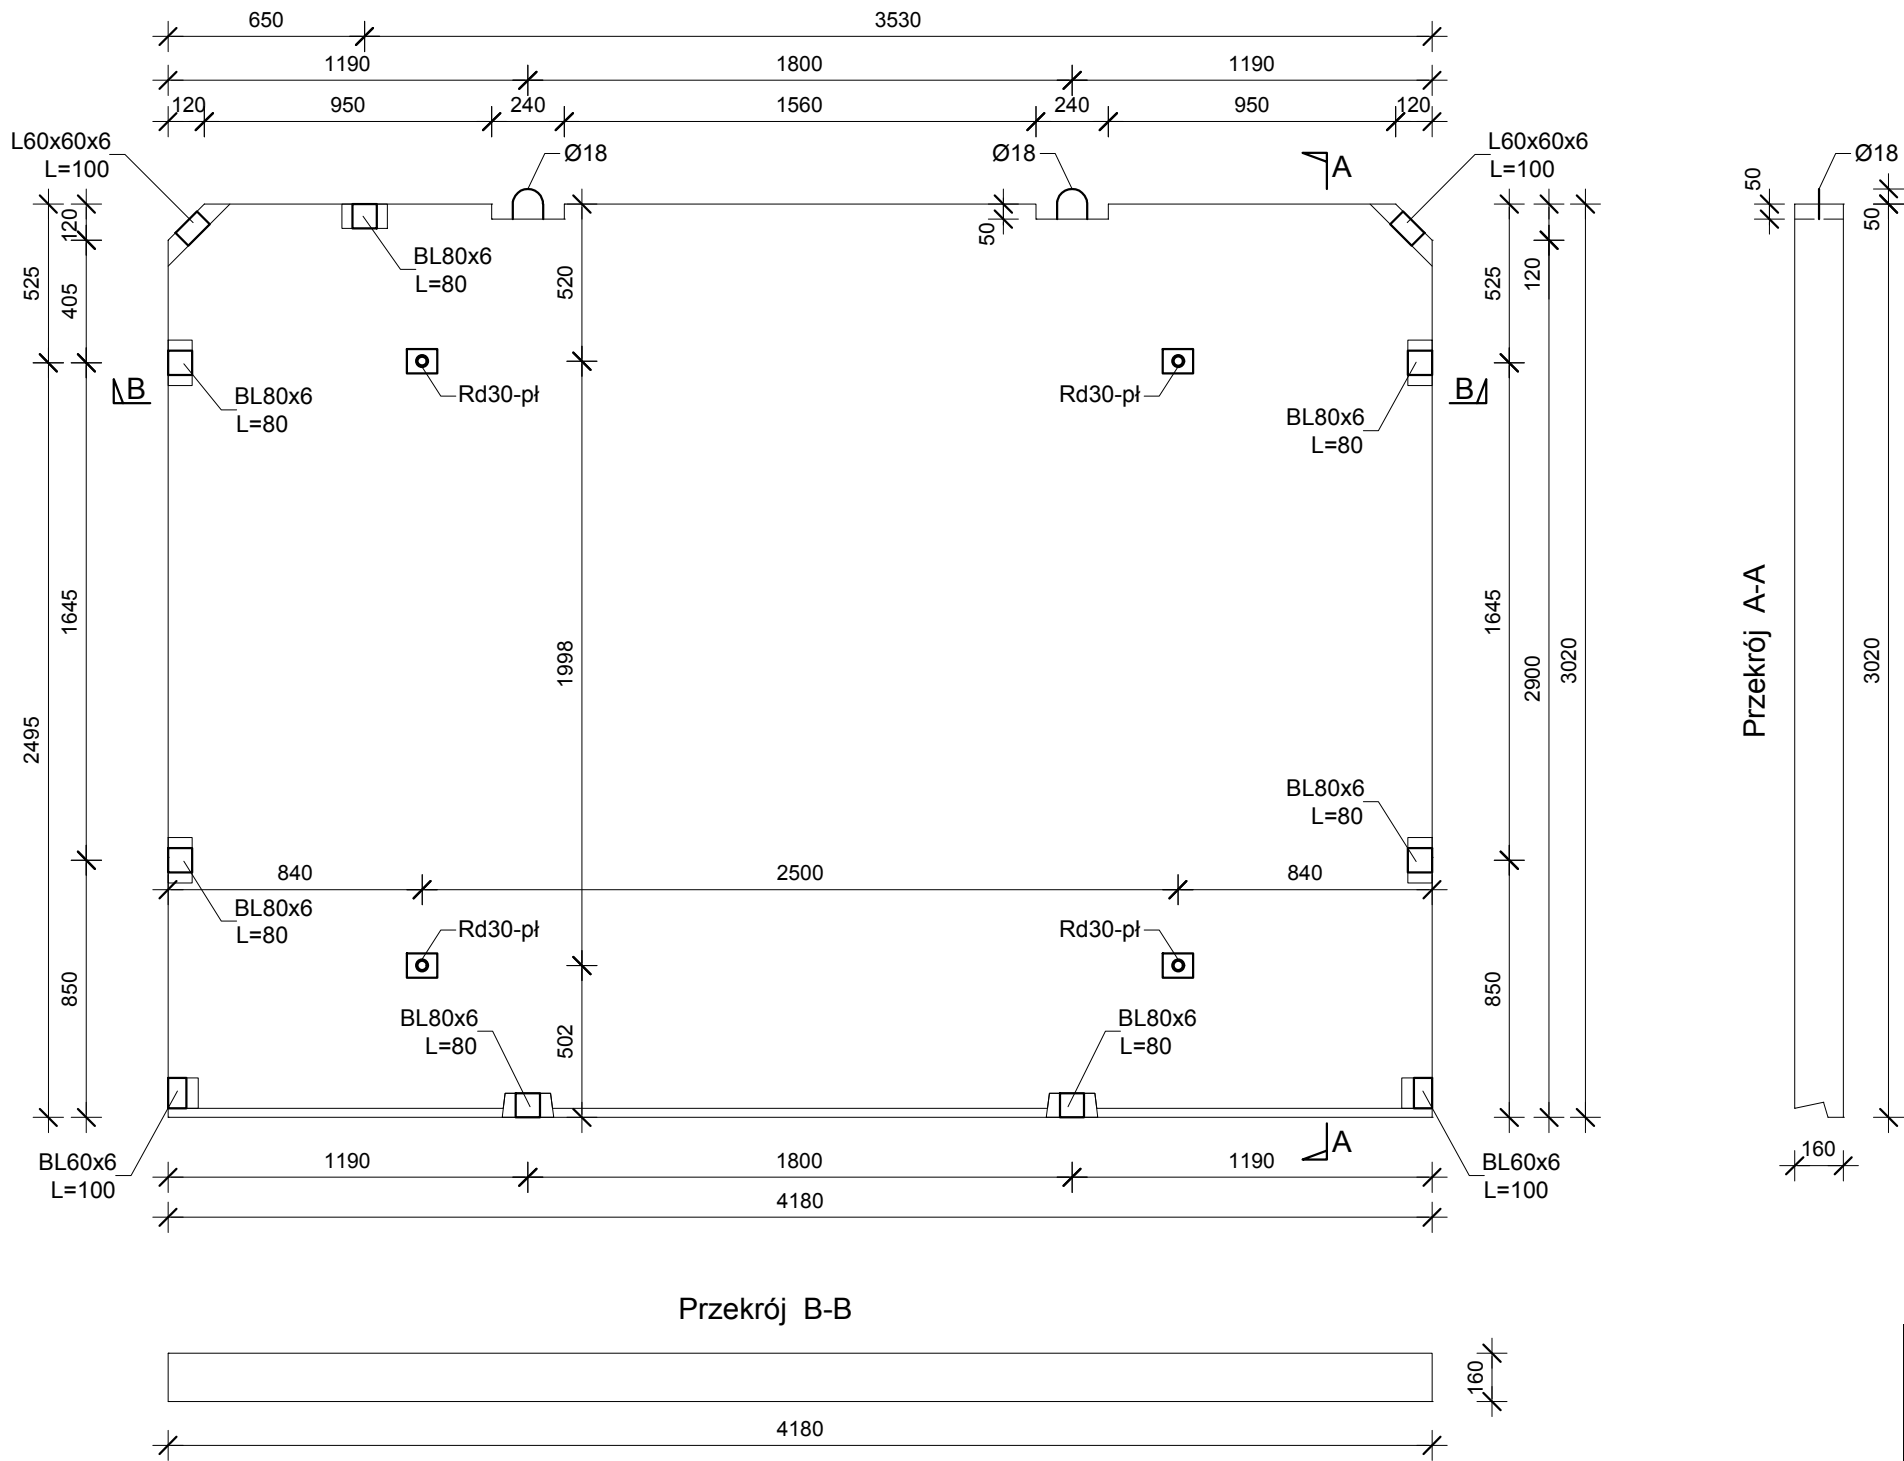 650
3530
1190
1800
1190
120
950
240
1560
240
950
120
L60x60x6
L=100
Ø18
Ø18
A
L60x60x6
L=100
Ø18
50
50
120
525
405
BL80x6
L=80
520
50
525
120
B
BL80x6
L=80
Rd30-pł
Rd30-pł
BL80x6
L=80
B
1645
2495
1998
1645
2900
3020
Przekrój A-A
3020
BL80x6
L=80
840
2500
840
BL80x6
L=80
Rd30-pł
Rd30-pł
850
BL80x6
L=80
502
BL80x6
L=80
850
A
BL60x6
L=100
1190
1800
1190
BL60x6
L=100
160
4180
Przekrój B-B
160
4180